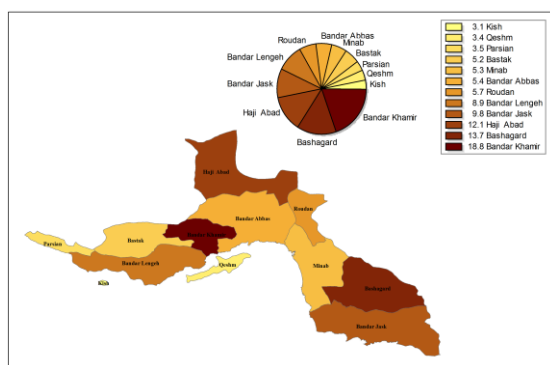 Bandar Abbas
Roudan
Minab
Bandar Lengeh
Bastak
Parsian
Qeshm
Bandar Jask
Kish
Haji Abad
Bandar Khamir
Bashagard
3.1 Kish
3.4 Qeshm
3.5 Parsian
5.2 Bastak
5.3 Minab
5.4 Bandar Abbas
5.7 Roudan
8.9 Bandar Lengeh
9.8 Bandar Jask
12.1 Haji Abad
13.7 Bashagard
18.8 Bandar Khamir
Haji Abad
Roudan
Bandar Abbas
Parsian
Bastak
Bandar Lengeh
Qeshm
Minab
Kish
Bashagard
Bandar Jask